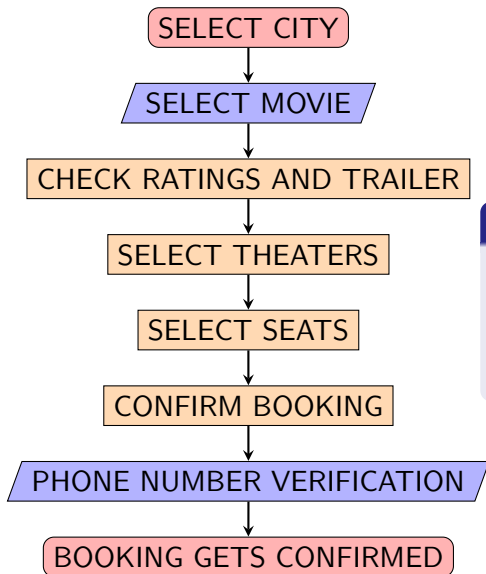 SELECT CITY
SELECT MOVIE
CHECK RATINGS AND TRAILER
SELECT THEATERS
SELECT SEATS
CONFIRM BOOKING
PHONE NUMBER VERIFICATION
BOOKING GETS CONFIRMED